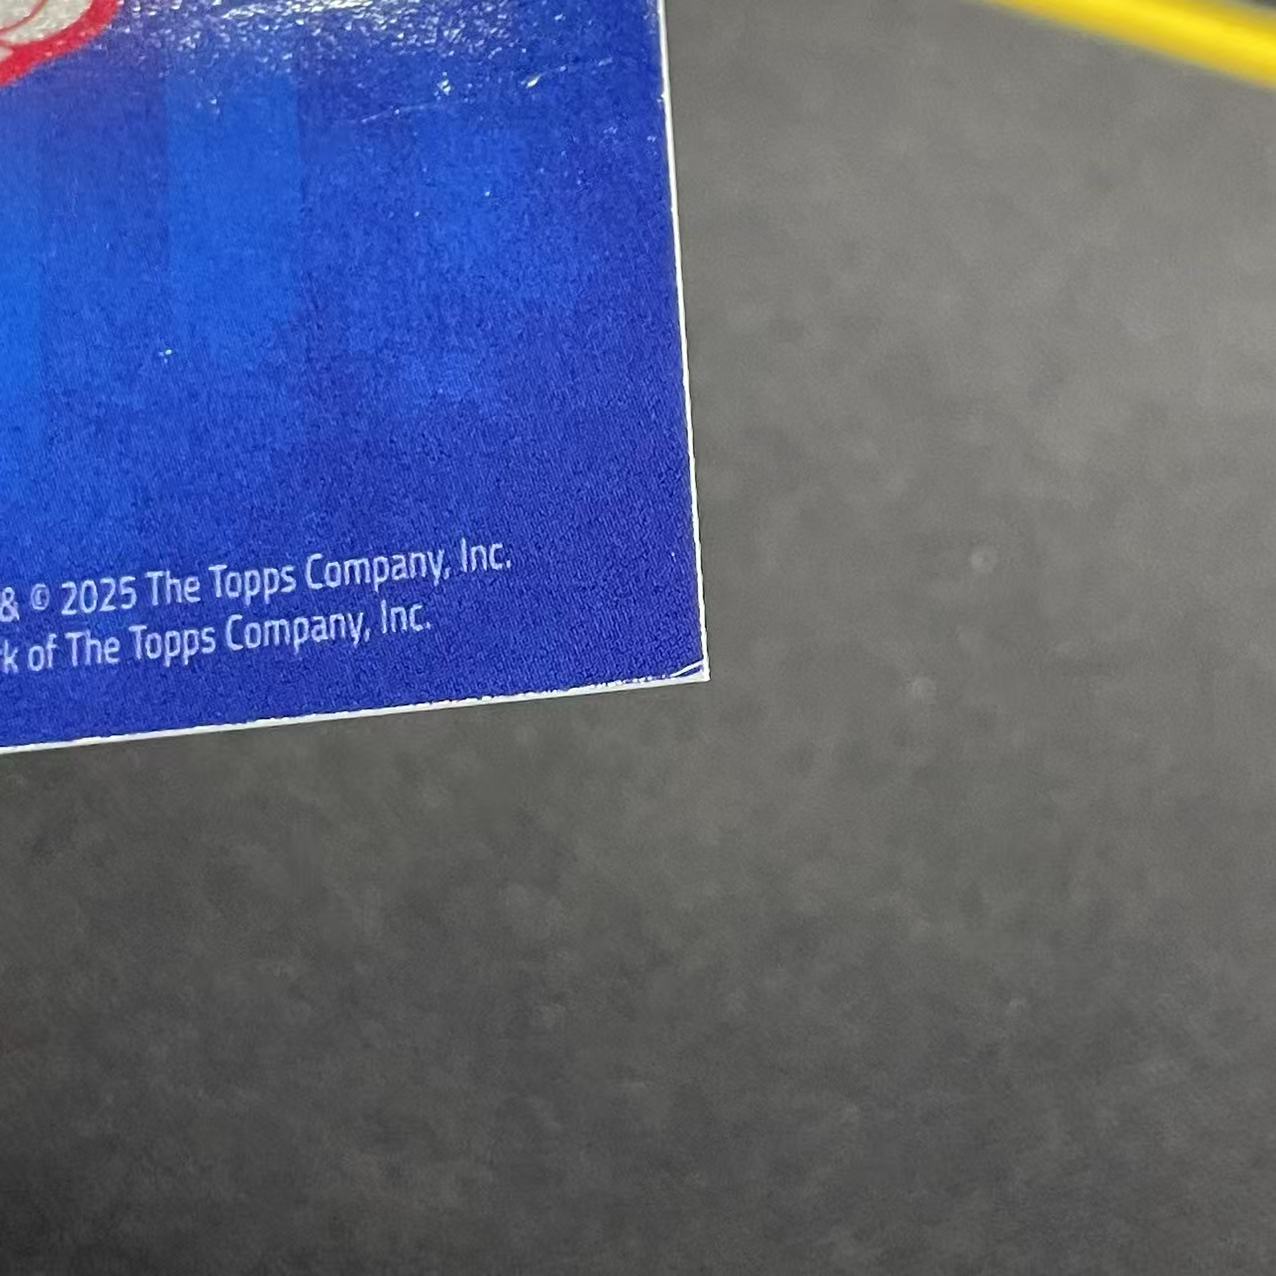 & © 2025 The Topps Company, Inc.
k of The Topps Company, Inc.